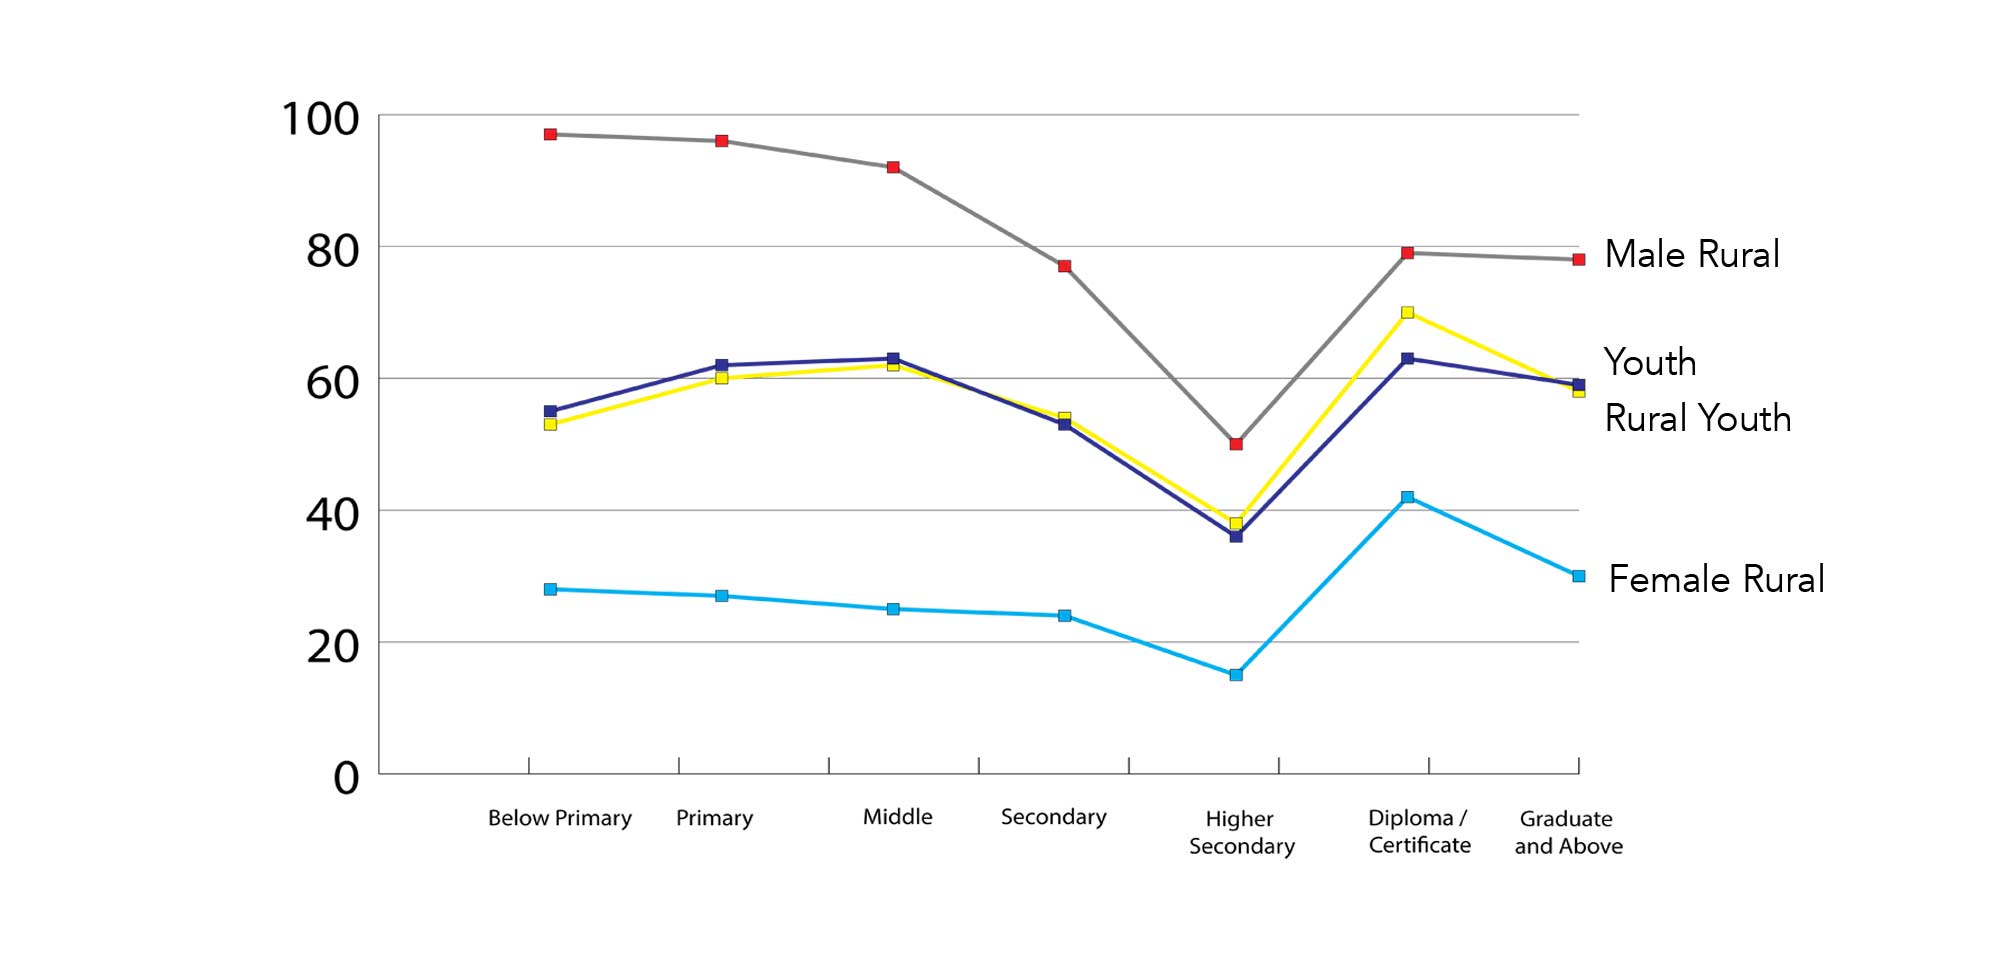 100
80
60
40
20
0
Male Rural
Youth
Rural Youth
Female Rural
Below Primary
Primary
Middle
Secondary
Higher
Secondary
Diploma /
Certificate
Graduate
and Above